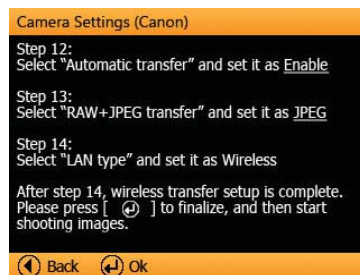 Camera Settings (Canon)
Step 12:
Select "Automatic transfer" and set it as Enable
Step 13:
Select "RAW+JPEG transfer" and set it as JPEG
Step 14:
Select "LAN type" and set it as Wireless
After step 14, wireless transfer setup is complete.
Please press [ ↵ ] to finalize, and then start
shooting images.
Back Ok